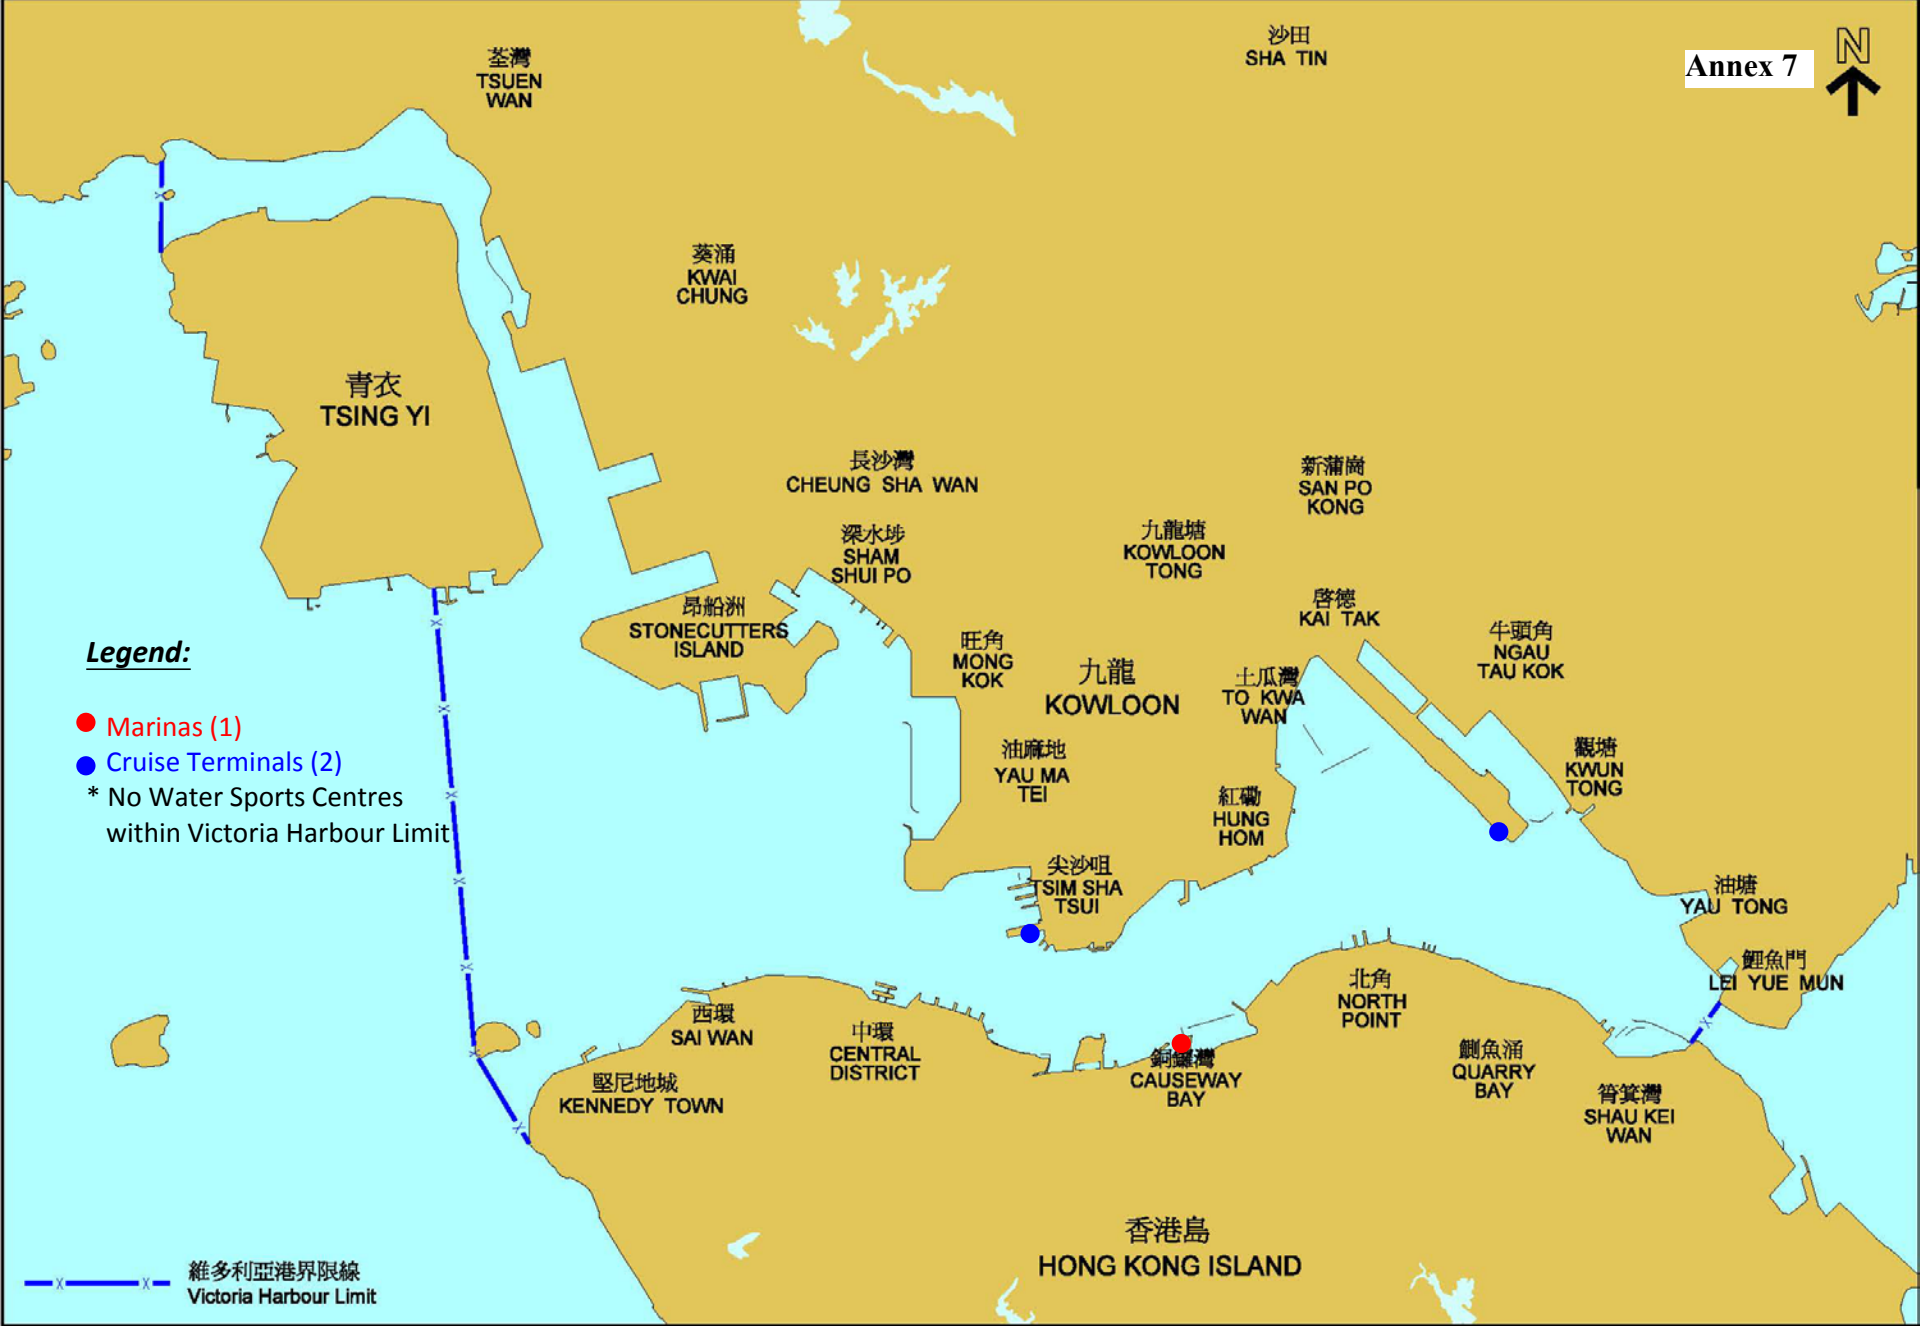 荃灣
TSUEN
WAN
沙田
SHA TIN
Annex 7
N
葵涌
KWAI
CHUNG
青衣
TSING YI
長沙灣
CHEUNG SHA WAN
新蒲崗
SAN PO
KONG
深水埗
SHAM
SHUI PO
九龍塘
KOWLOON
TONG
昂船洲
STONECUTTERS
ISLAND
啓德
KAI TAK
旺角
MONG
KOK
九龍
KOWLOON
土瓜灣
TO KWA
WAN
牛頭角
NGAU
TAU KOK
Legend:
Marinas (1)
Cruise Terminals (2)
* No Water Sports Centres
within Victoria Harbour Limit
油麻地
YAU MA
TEI
紅磡
HUNG
HOM
觀塘
KWUN
TONG
尖沙咀
TSIM SHA
TSUI
油塘
YAU TONG
鯉魚門
LEI YUE MUN
西環
SAI WAN
中環
CENTRAL
DISTRICT
北角
NORTH
POINT
堅尼地城
KENNEDY TOWN
銅鑼灣
CAUSEWAY
BAY
鰂魚涌
QUARRY
BAY
筲箕灣
SHAU KEI
WAN
香港島
HONG KONG ISLAND
維多利亞港界限線
Victoria Harbour Limit